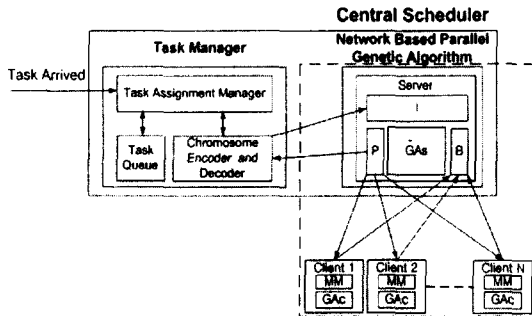 Central Scheduler
Task Manager
Network Based Parallel
Genetic Algorithm
Task Arrived
Task Assignment Manager
Server
I
Task
Queue
Chromosome
Encoder and
Decoder
P
GAs
B
Client 1
MM
GAc
Client 2
MM
GAc
Client N
MM
GAc